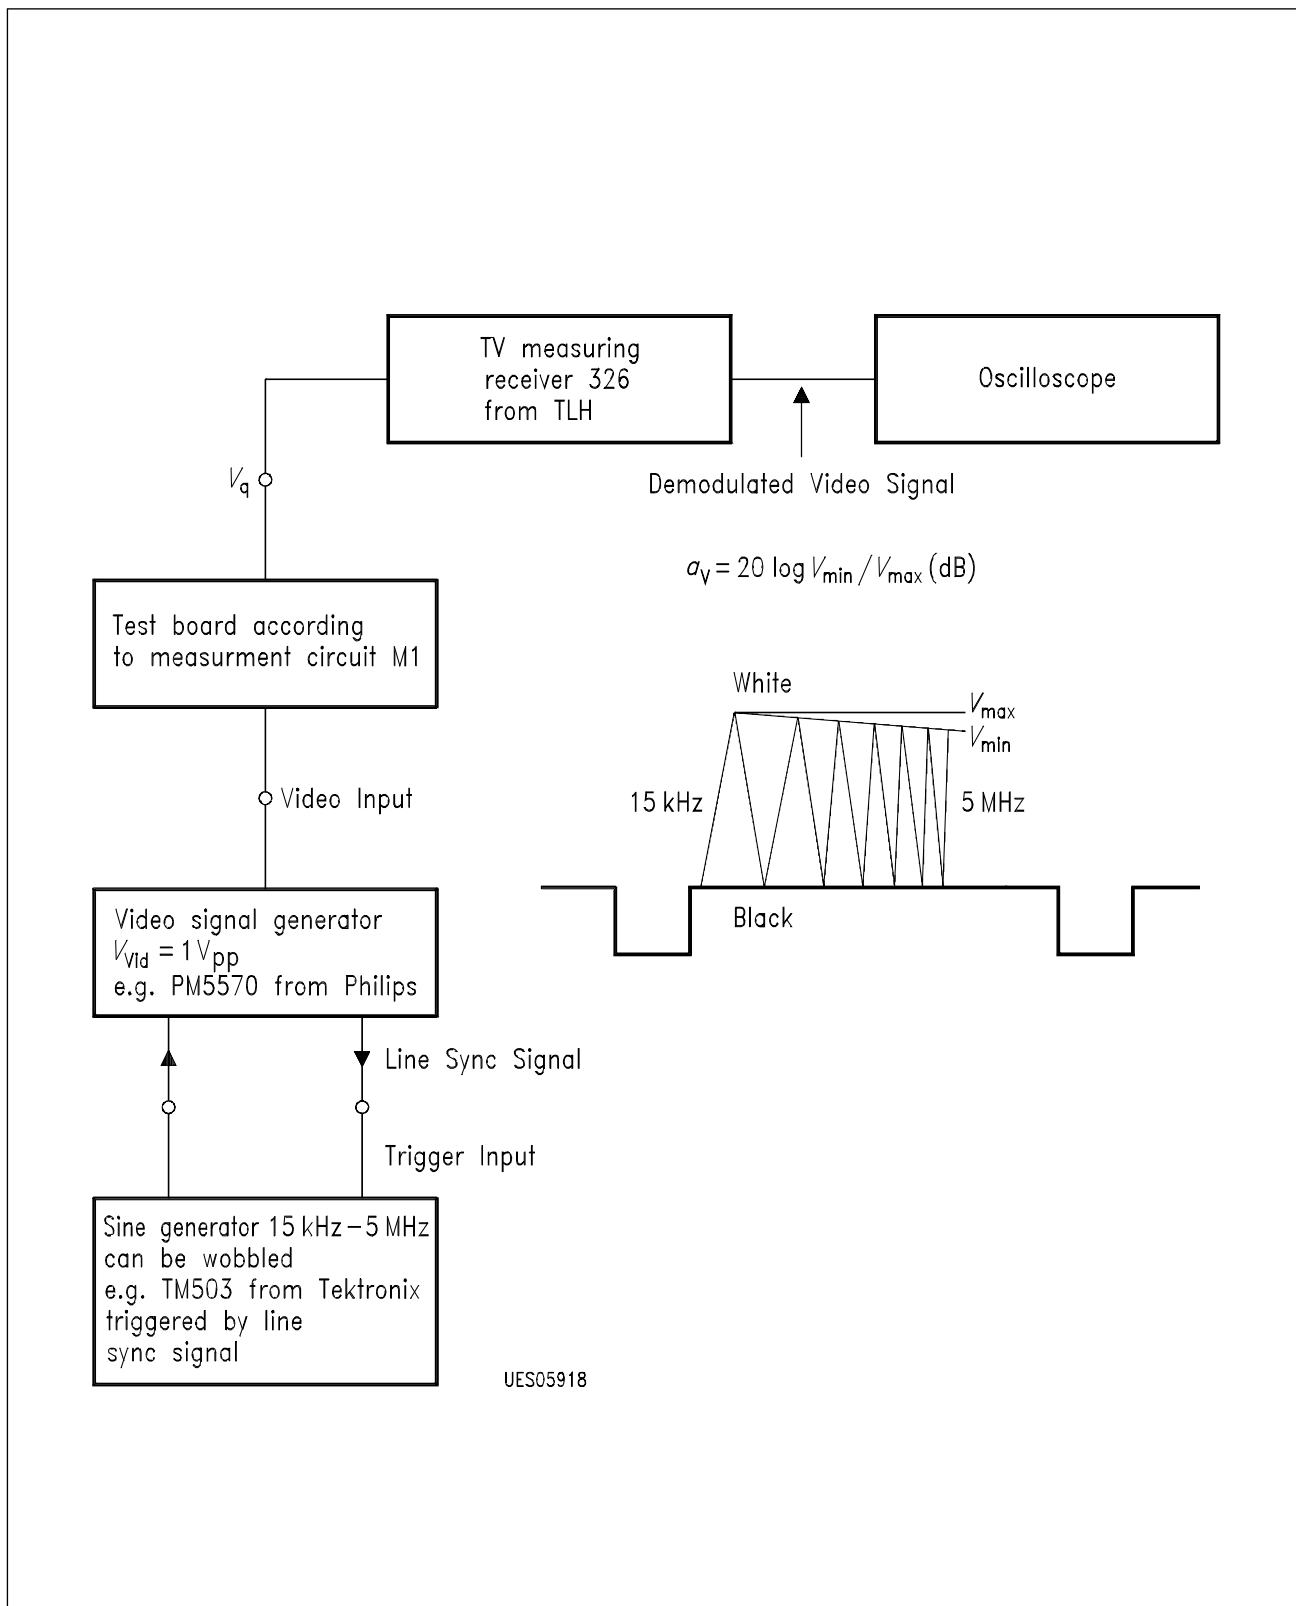 TV measuring
receiver 326
from TLH
Oscilloscope
Vq
Demodulated Video Signal
aV = 20 log Vmin / Vmax (dB)
Test board according
to measurment circuit M1
White
Vmax
Vmin
Video Input
15 kHz
5 MHz
Black
Video signal generator
VVid = 1 Vpp
e.g. PM5570 from Philips
Line Sync Signal
Trigger Input
Sine generator 15 kHz – 5 MHz
can be wobbled
e.g. TM503 from Tektronix
triggered by line
sync signal
UES05918